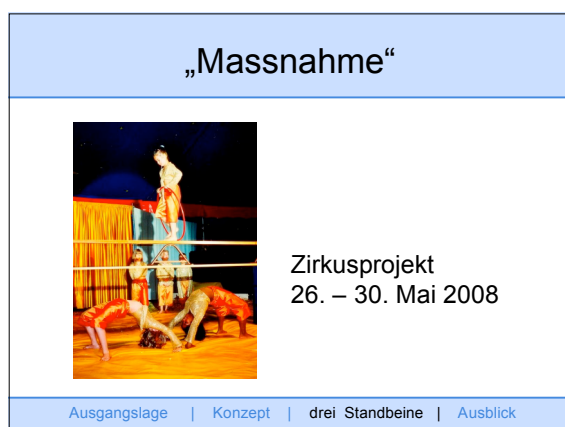 „Massnahme“
Zirkusprojekt
26. – 30. Mai 2008
Ausgangslage | Konzept | drei Standbeine | Ausblick